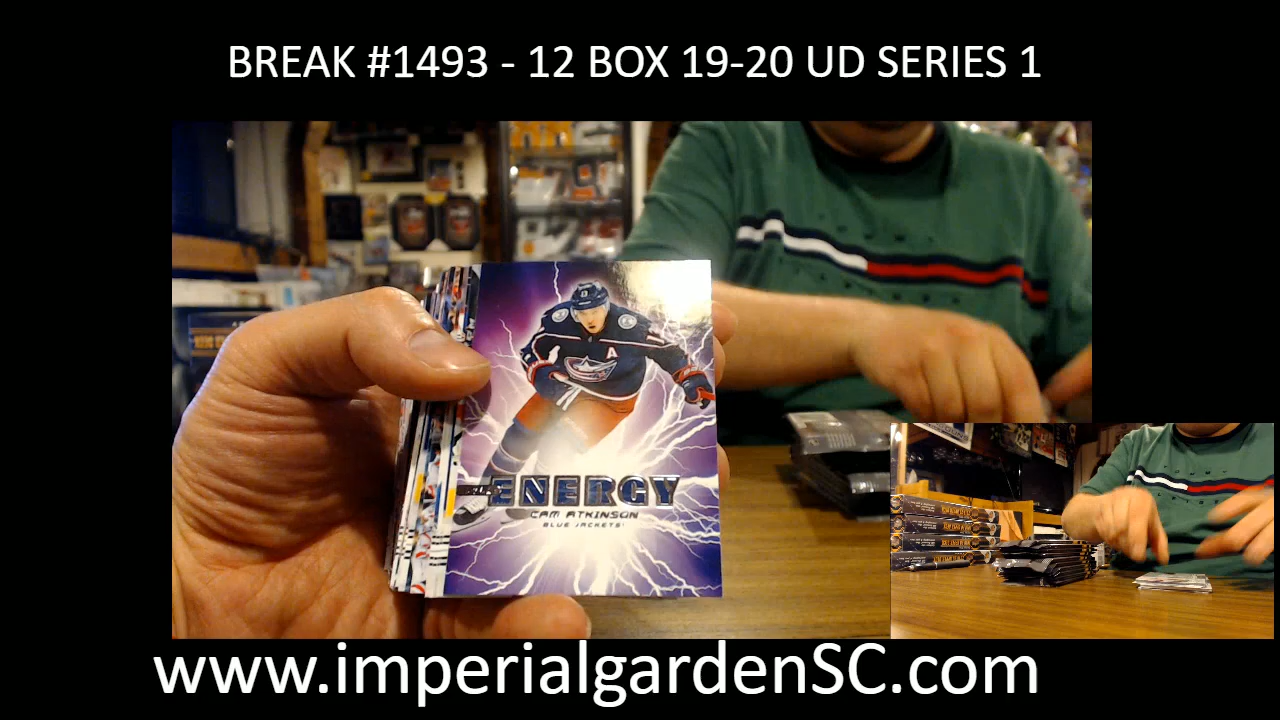 BREAK #1493 - 12 BOX 19-20 UD SERIES 1
A
ENERGY
CAM ATKINSON
BLUE JACKETS
www.imperialgardenSC.com